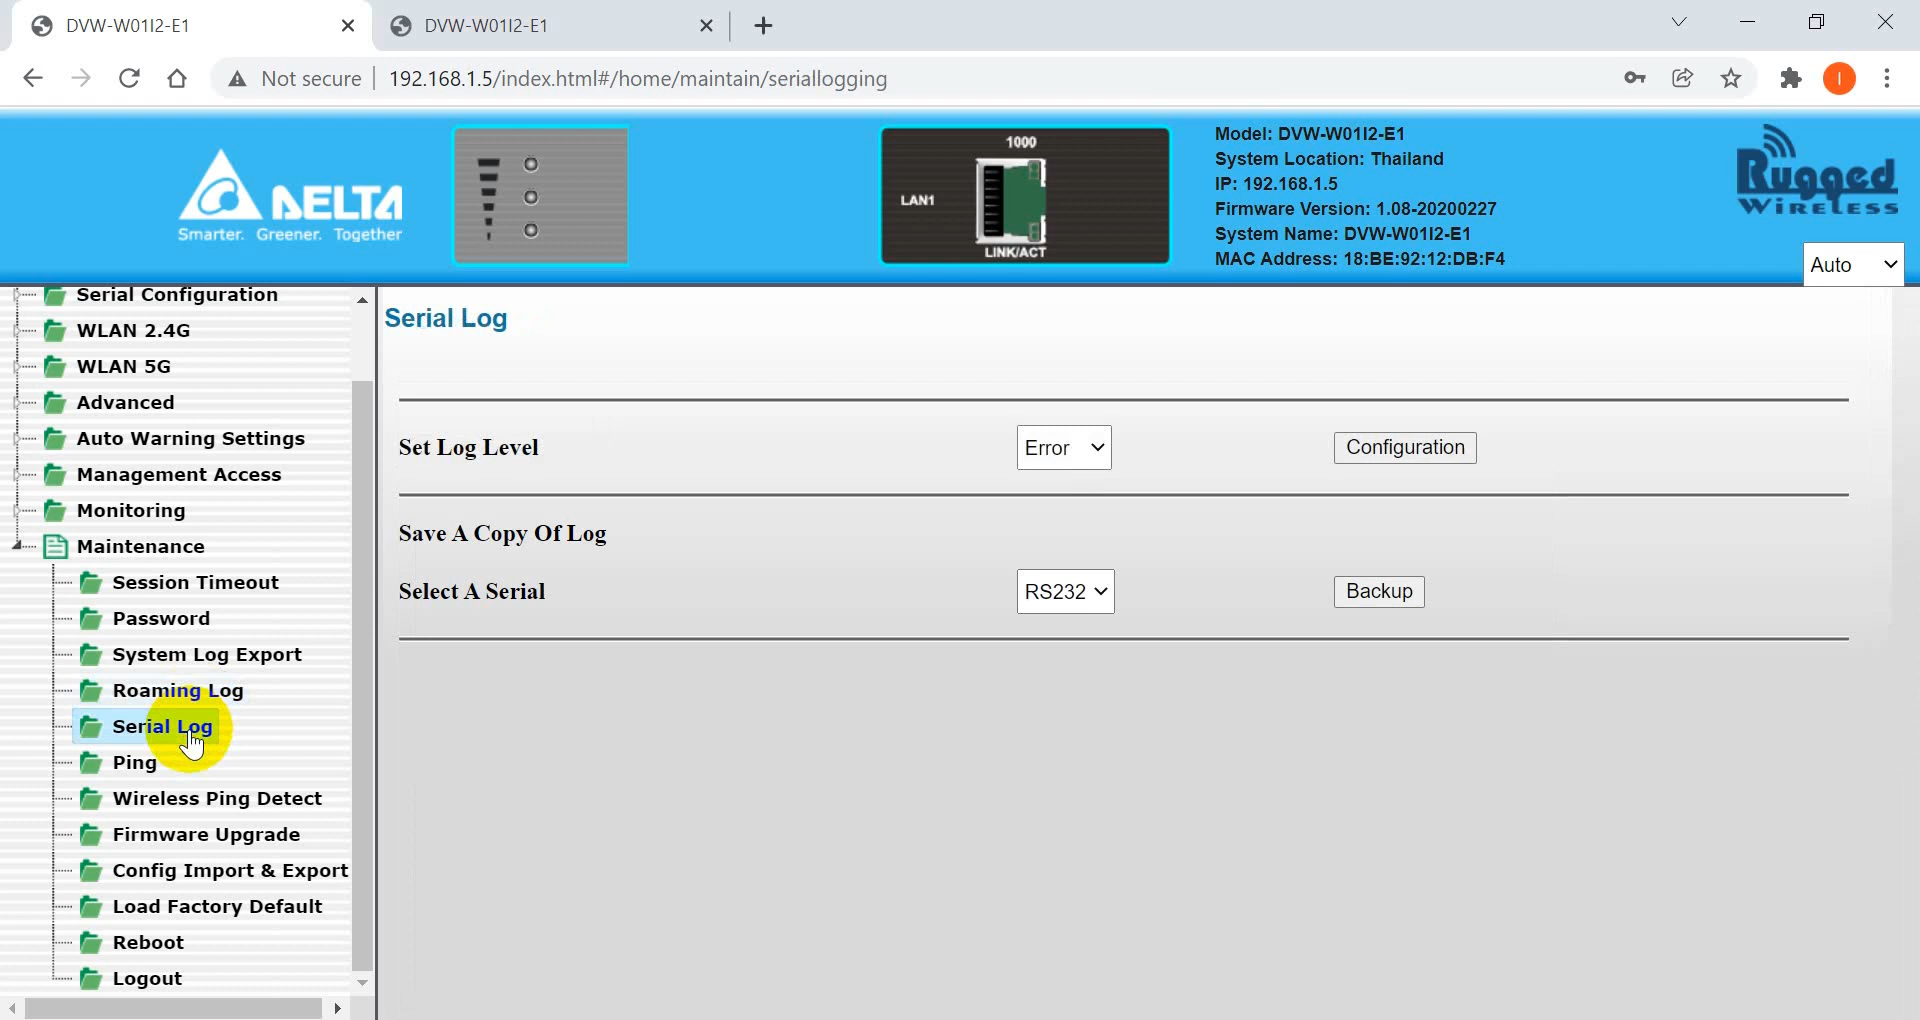 DVW-W01I2-E1
DVW-W01I2-E1
Not secure
192.168.1.5/index.html#/home/maintain/seriallogging
I
DELTA
Smarter. Greener. Together
1000
LAN1
LINK/ACT
Model: DVW-W01I2-E1
System Location: Thailand
IP: 192.168.1.5
Firmware Version: 1.08-20200227
System Name: DVW-W01I2-E1
MAC Address: 18:BE:92:12:DB:F4
Rugged
Wireless
Auto
Serial Configuration
WLAN 2.4G
WLAN 5G
Advanced
Auto Warning Settings
Management Access
Monitoring
Maintenance
Session Timeout
Password
System Log Export
Roaming Log
Serial Log
Ping
Wireless Ping Detect
Firmware Upgrade
Config Import & Export
Load Factory Default
Reboot
Logout
Serial Log
Set Log Level Error Configuration
Save A Copy Of Log
Select A Serial RS232 Backup